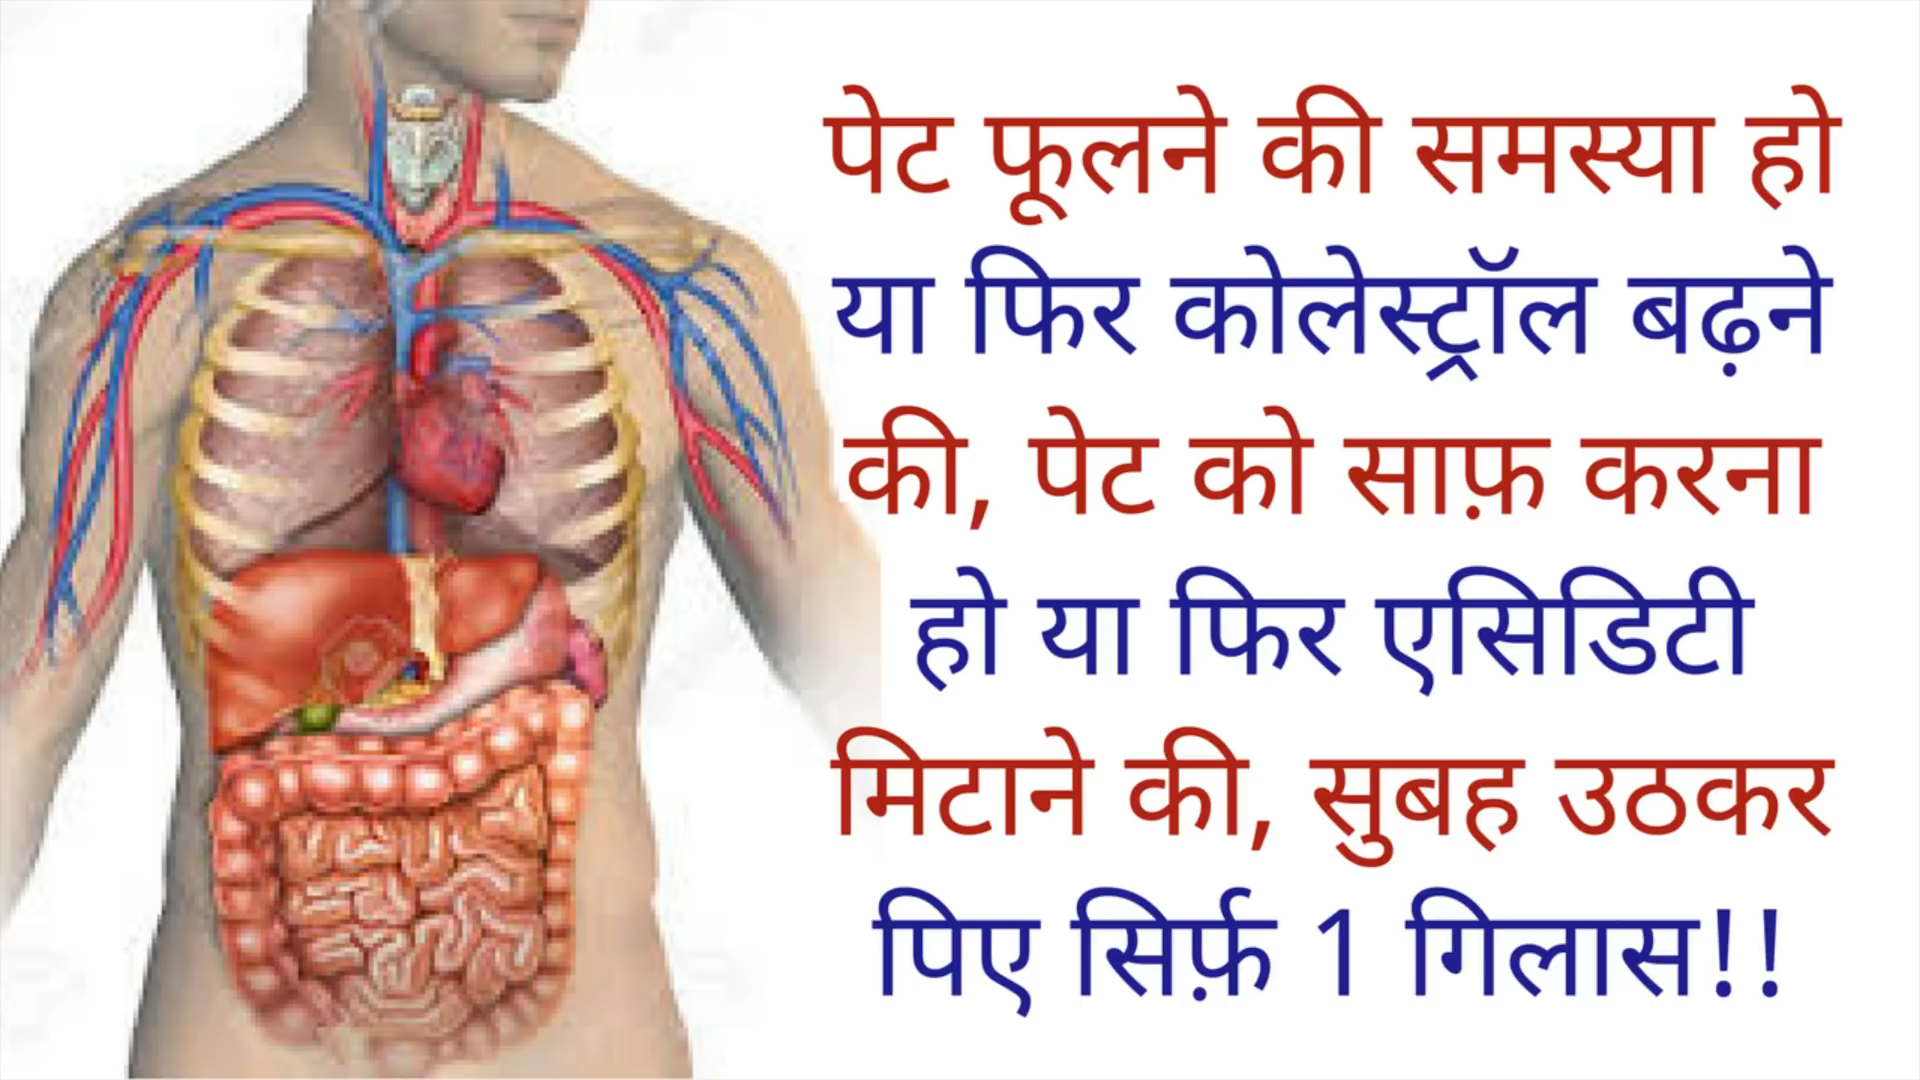 पेट फूलने की समस्या हो
या फिर कोलेस्ट्रॉल बढ़ने
की, पेट को साफ़ करना
हो या फिर एसिडिटी
मिटाने की, सुबह उठकर
पिए सिर्फ़ 1 गिलास!!